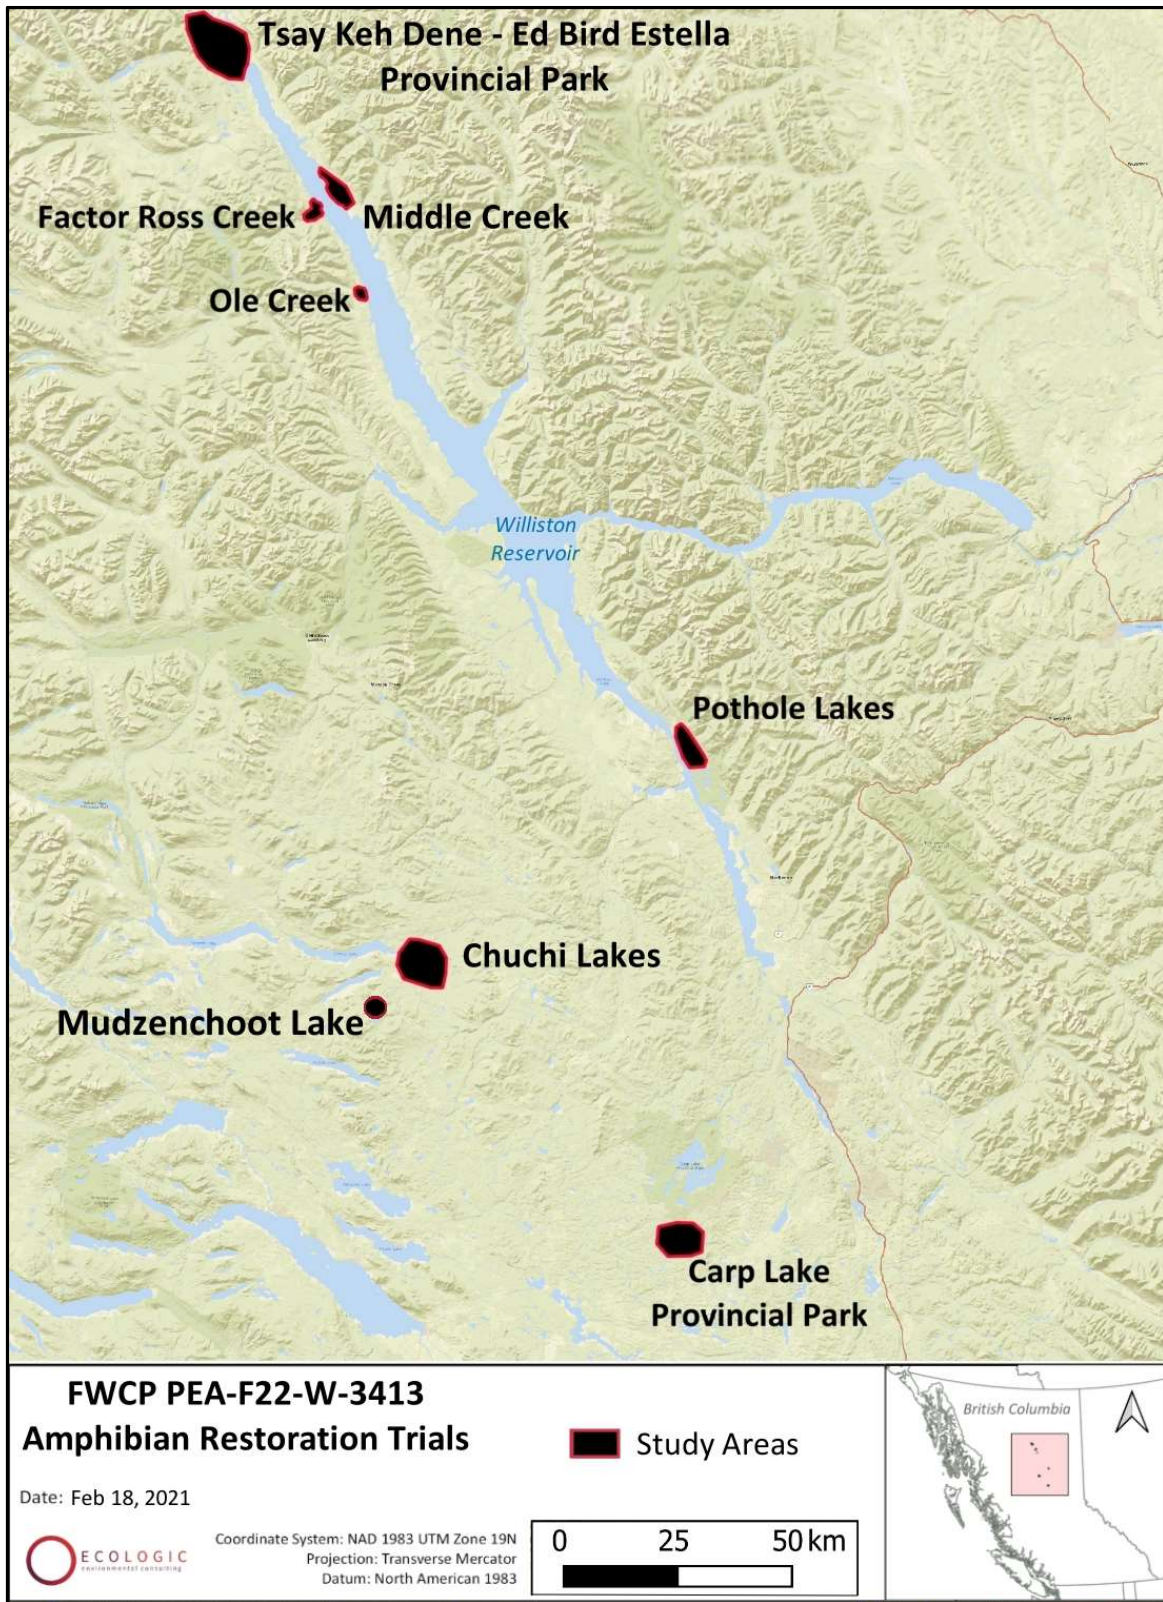 Tsay Keh Dene - Ed Bird Estella
Provincial Park
Factor Ross Creek
Middle Creek
Ole Creek
Williston
Reservoir
Pothole Lakes
Chuchi Lakes
Mudzenchoot Lake
Carp Lake
Provincial Park
FWCP PEA-F22-W-3413
Amphibian Restoration Trials
Date: Feb 18, 2021
ECOLOGIC
environmental consulting
Coordinate System: NAD 1983 UTM Zone 19N
Projection: Transverse Mercator
Datum: North American 1983
Study Areas
0 25 50 km
British Columbia